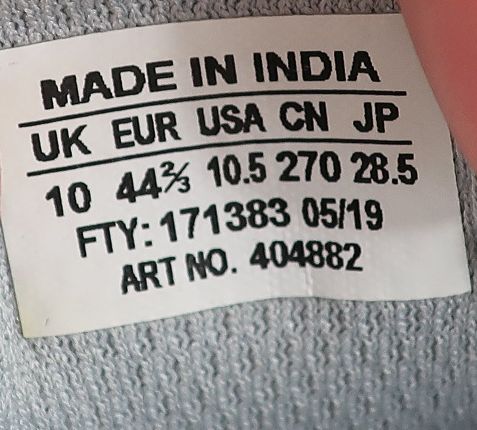 MADE IN INDIA
UK EUR USA CN JP
10 44⅔ 10.5 270 28.5
FTY: 171383 05/19
ART NO. 404882